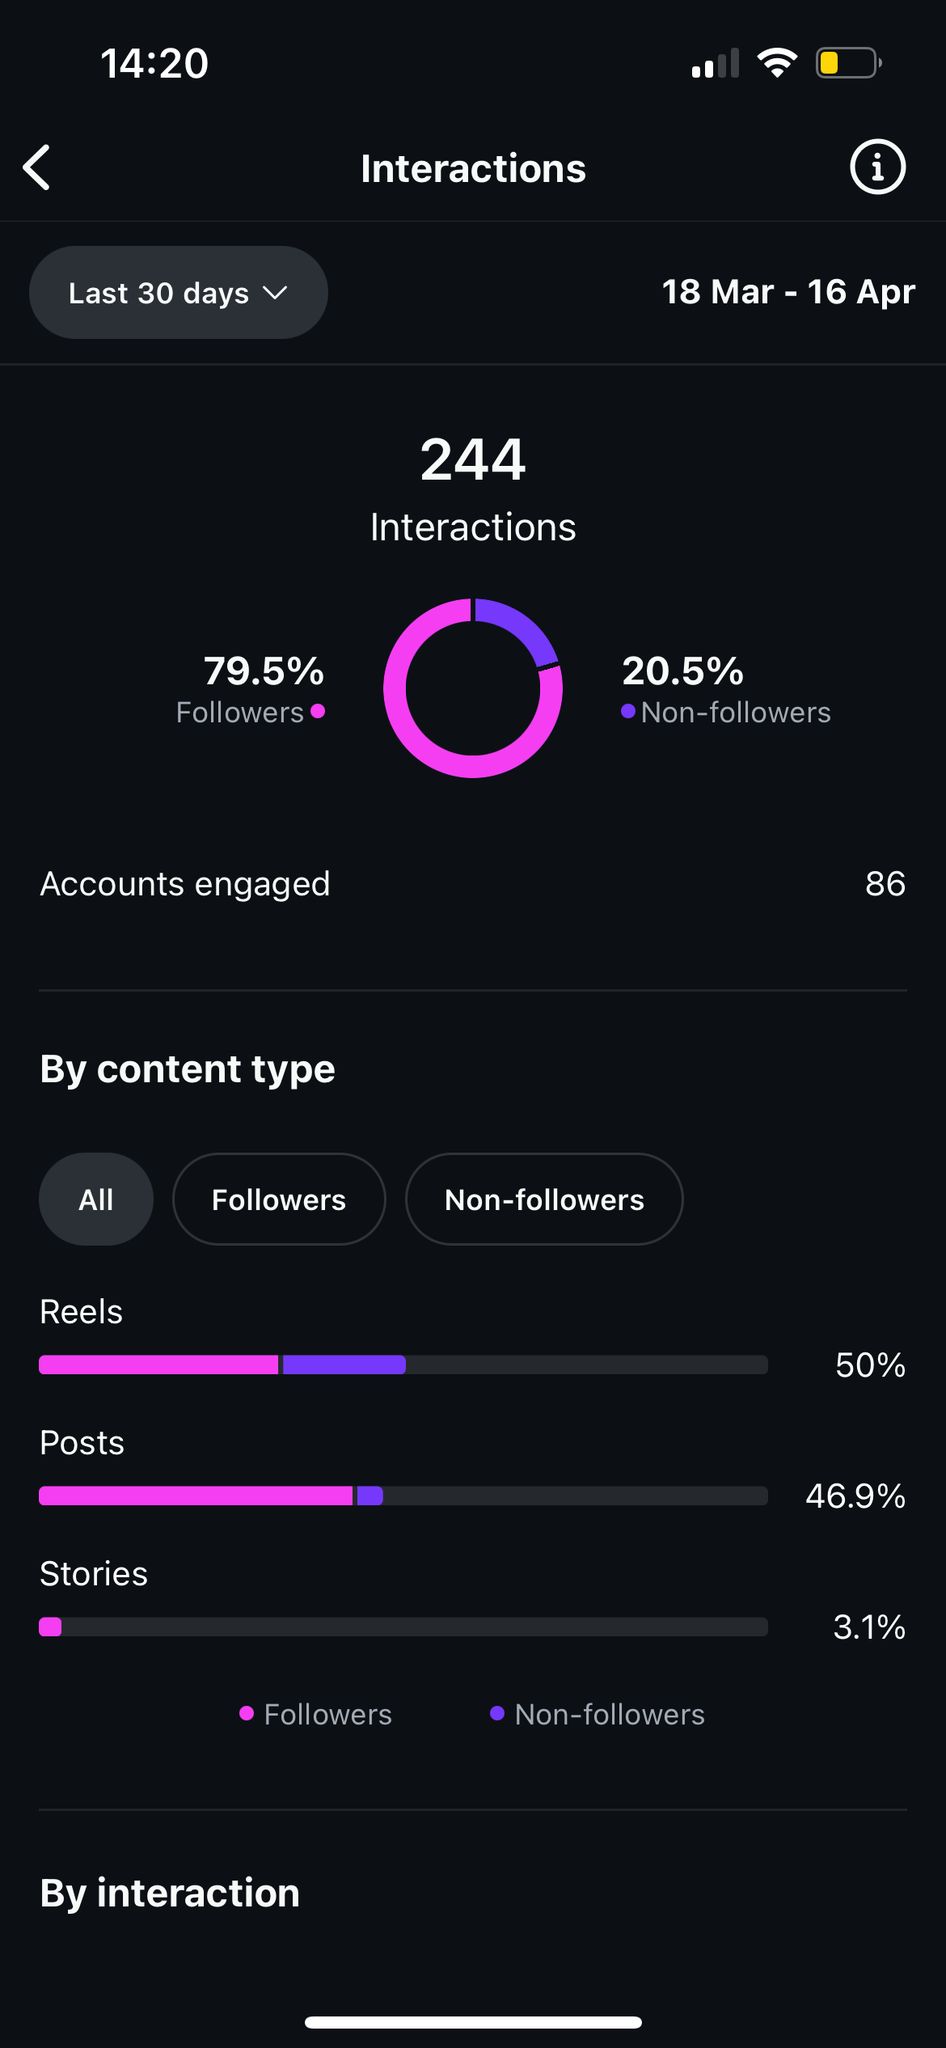 14:20
Interactions
Last 30 days
18 Mar - 16 Apr
244
Interactions
79.5%
Followers
20.5%
Non-followers
Accounts engaged
86
By content type
All
Followers
Non-followers
Reels
50%
Posts
46.9%
Stories
3.1%
Followers
Non-followers
By interaction